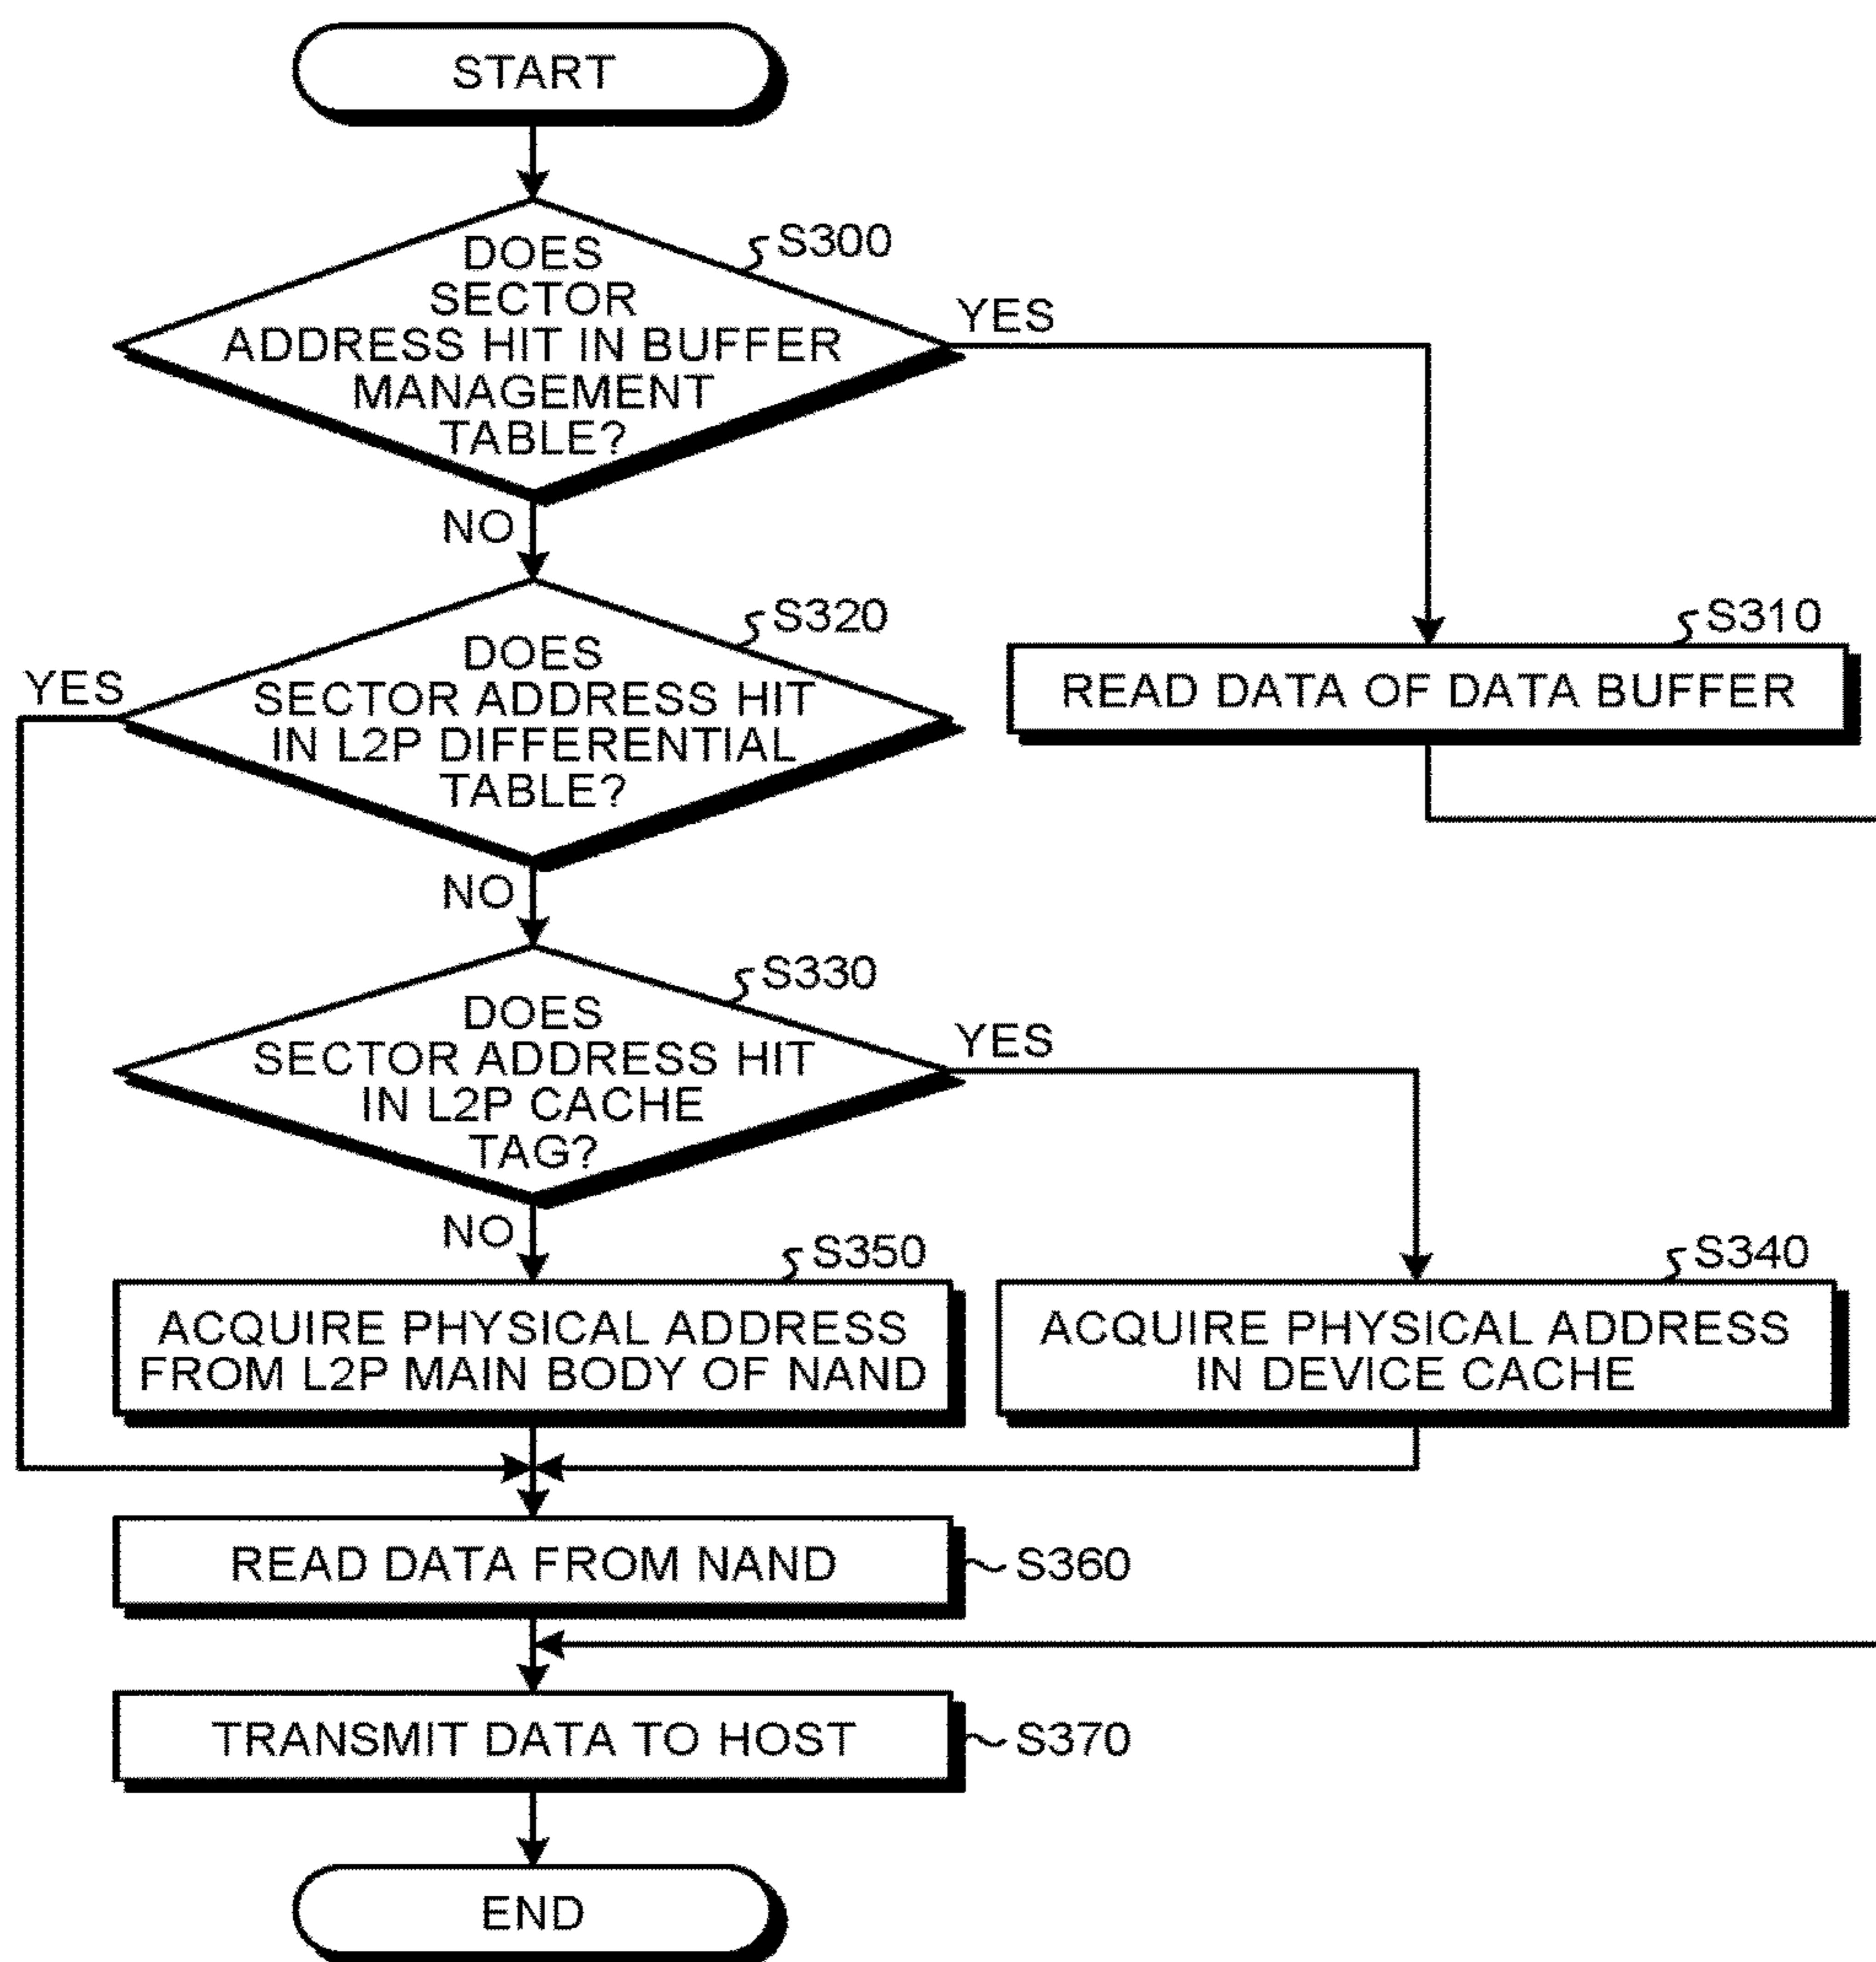 START
S300
DOES
SECTOR
ADDRESS HIT IN BUFFER
MANAGEMENT
TABLE?
YES
NO
S320
DOES
SECTOR ADDRESS HIT
IN L2P DIFFERENTIAL
TABLE?
YES
S310
READ DATA OF DATA BUFFER
NO
S330
DOES
SECTOR ADDRESS HIT
IN L2P CACHE
TAG?
YES
NO
S350
ACQUIRE PHYSICAL ADDRESS
FROM L2P MAIN BODY OF NAND
S340
ACQUIRE PHYSICAL ADDRESS
IN DEVICE CACHE
READ DATA FROM NAND
S360
TRANSMIT DATA TO HOST
S370
END